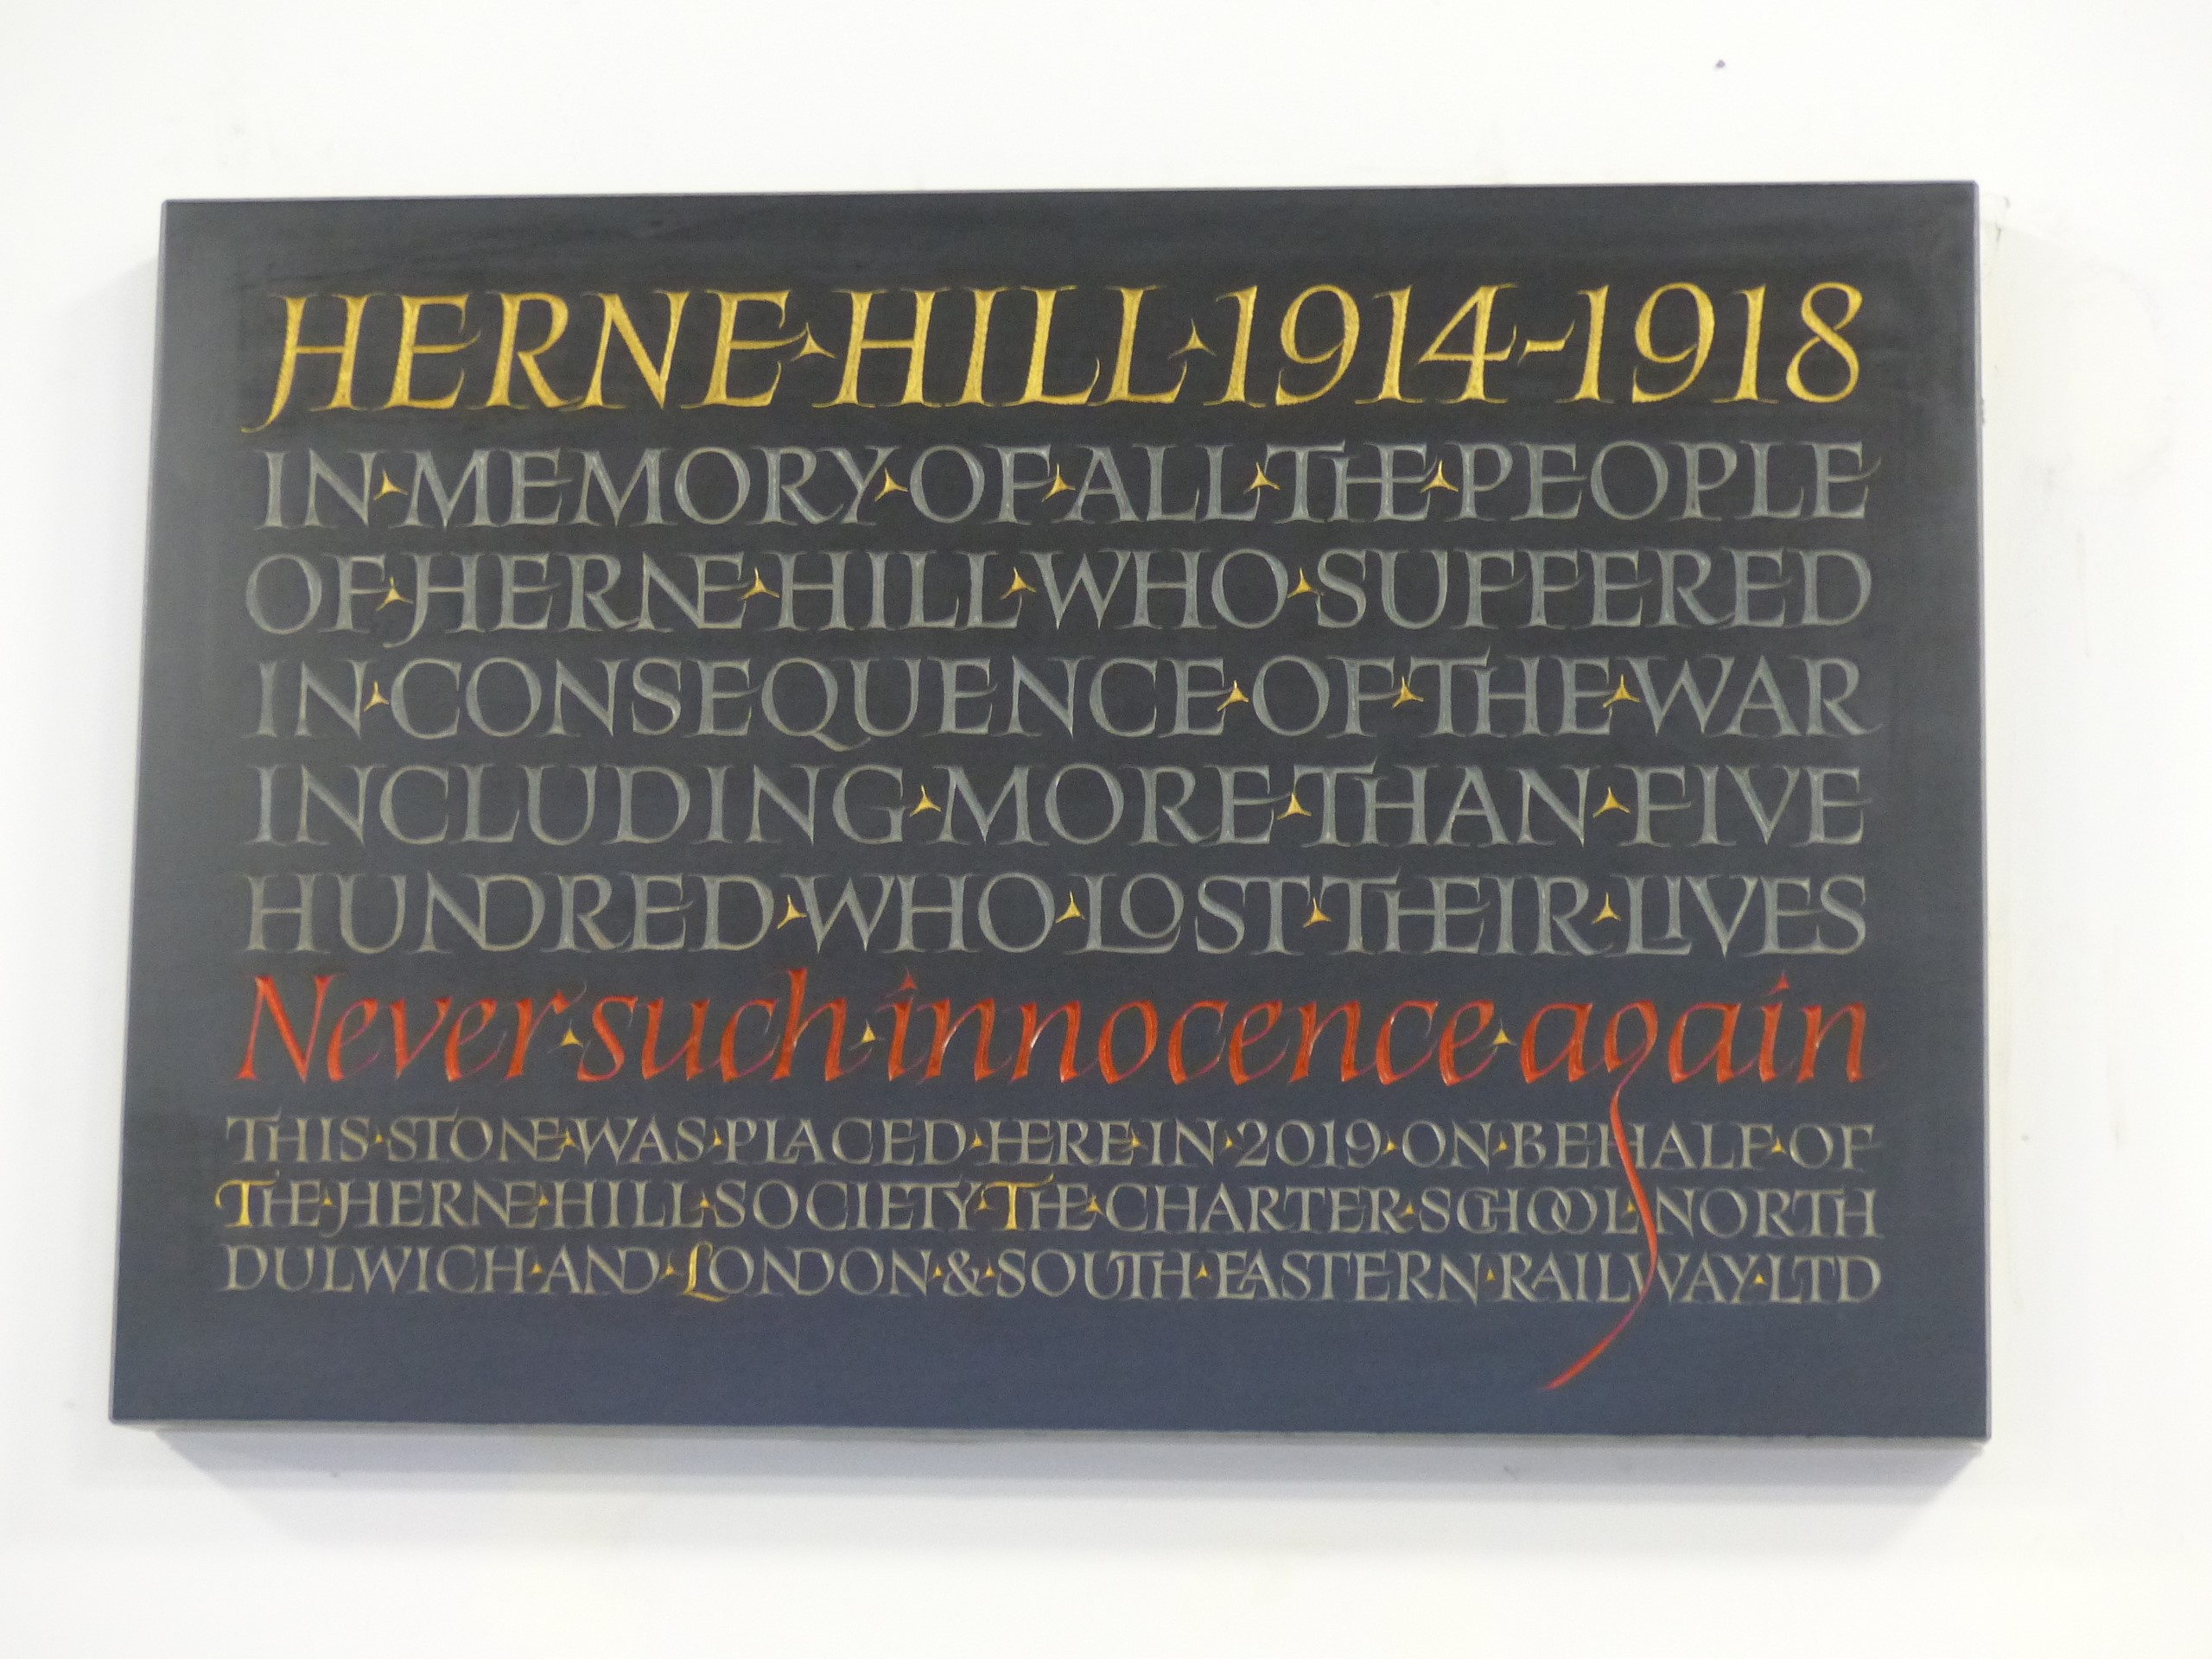 HERNE HILL 1914-1918
IN MEMORY OF ALL THE PEOPLE
OF HERNE HILL WHO SUFFERED
IN CONSEQUENCE OF THE WAR
INCLUDING MORE THAN FIVE
HUNDRED WHO LOST THEIR LIVES
Never such innocence again
THIS STONE WAS PLACED HERE IN 2019 ON BEHALF OF
THE HERNE HILL SOCIETY THE CHARTER SCHOOL NORTH
DULWICH AND LONDON & SOUTH EASTERN RAILWAY LTD